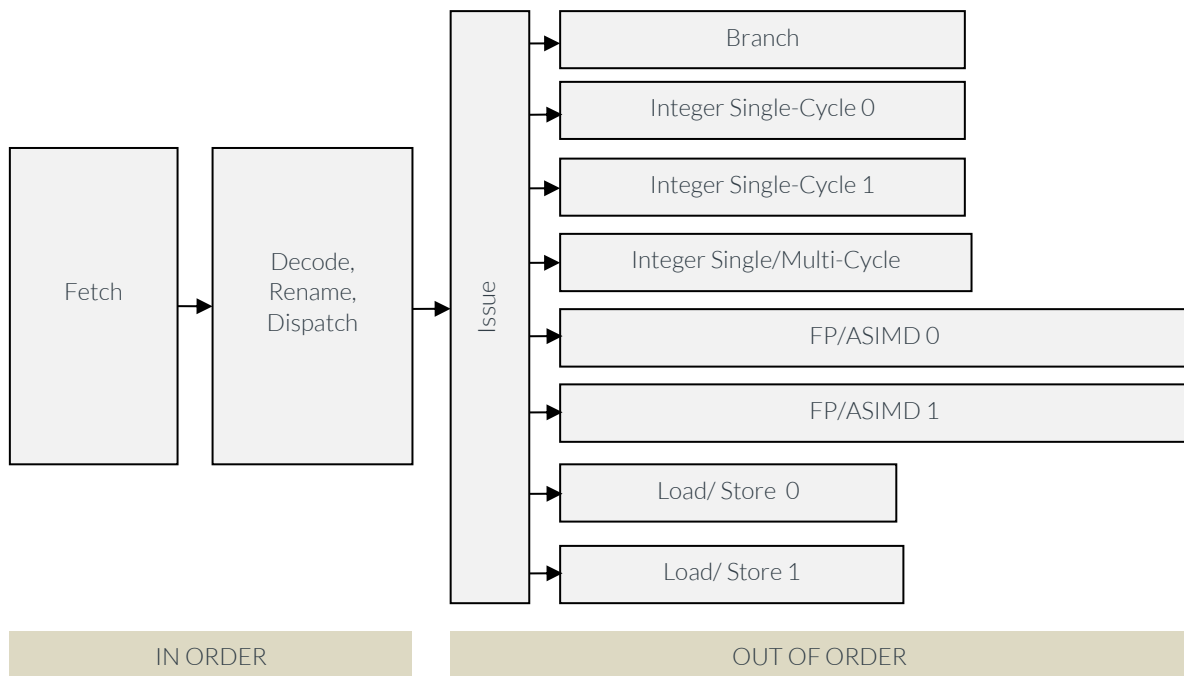 Branch
Integer Single-Cycle 0
Integer Single-Cycle 1
Integer Single/Multi-Cycle
Fetch
Decode,
Rename,
Dispatch
Issue
FP/ASIMD 0
FP/ASIMD 1
Load/ Store 0
Load/ Store 1
IN ORDER
OUT OF ORDER